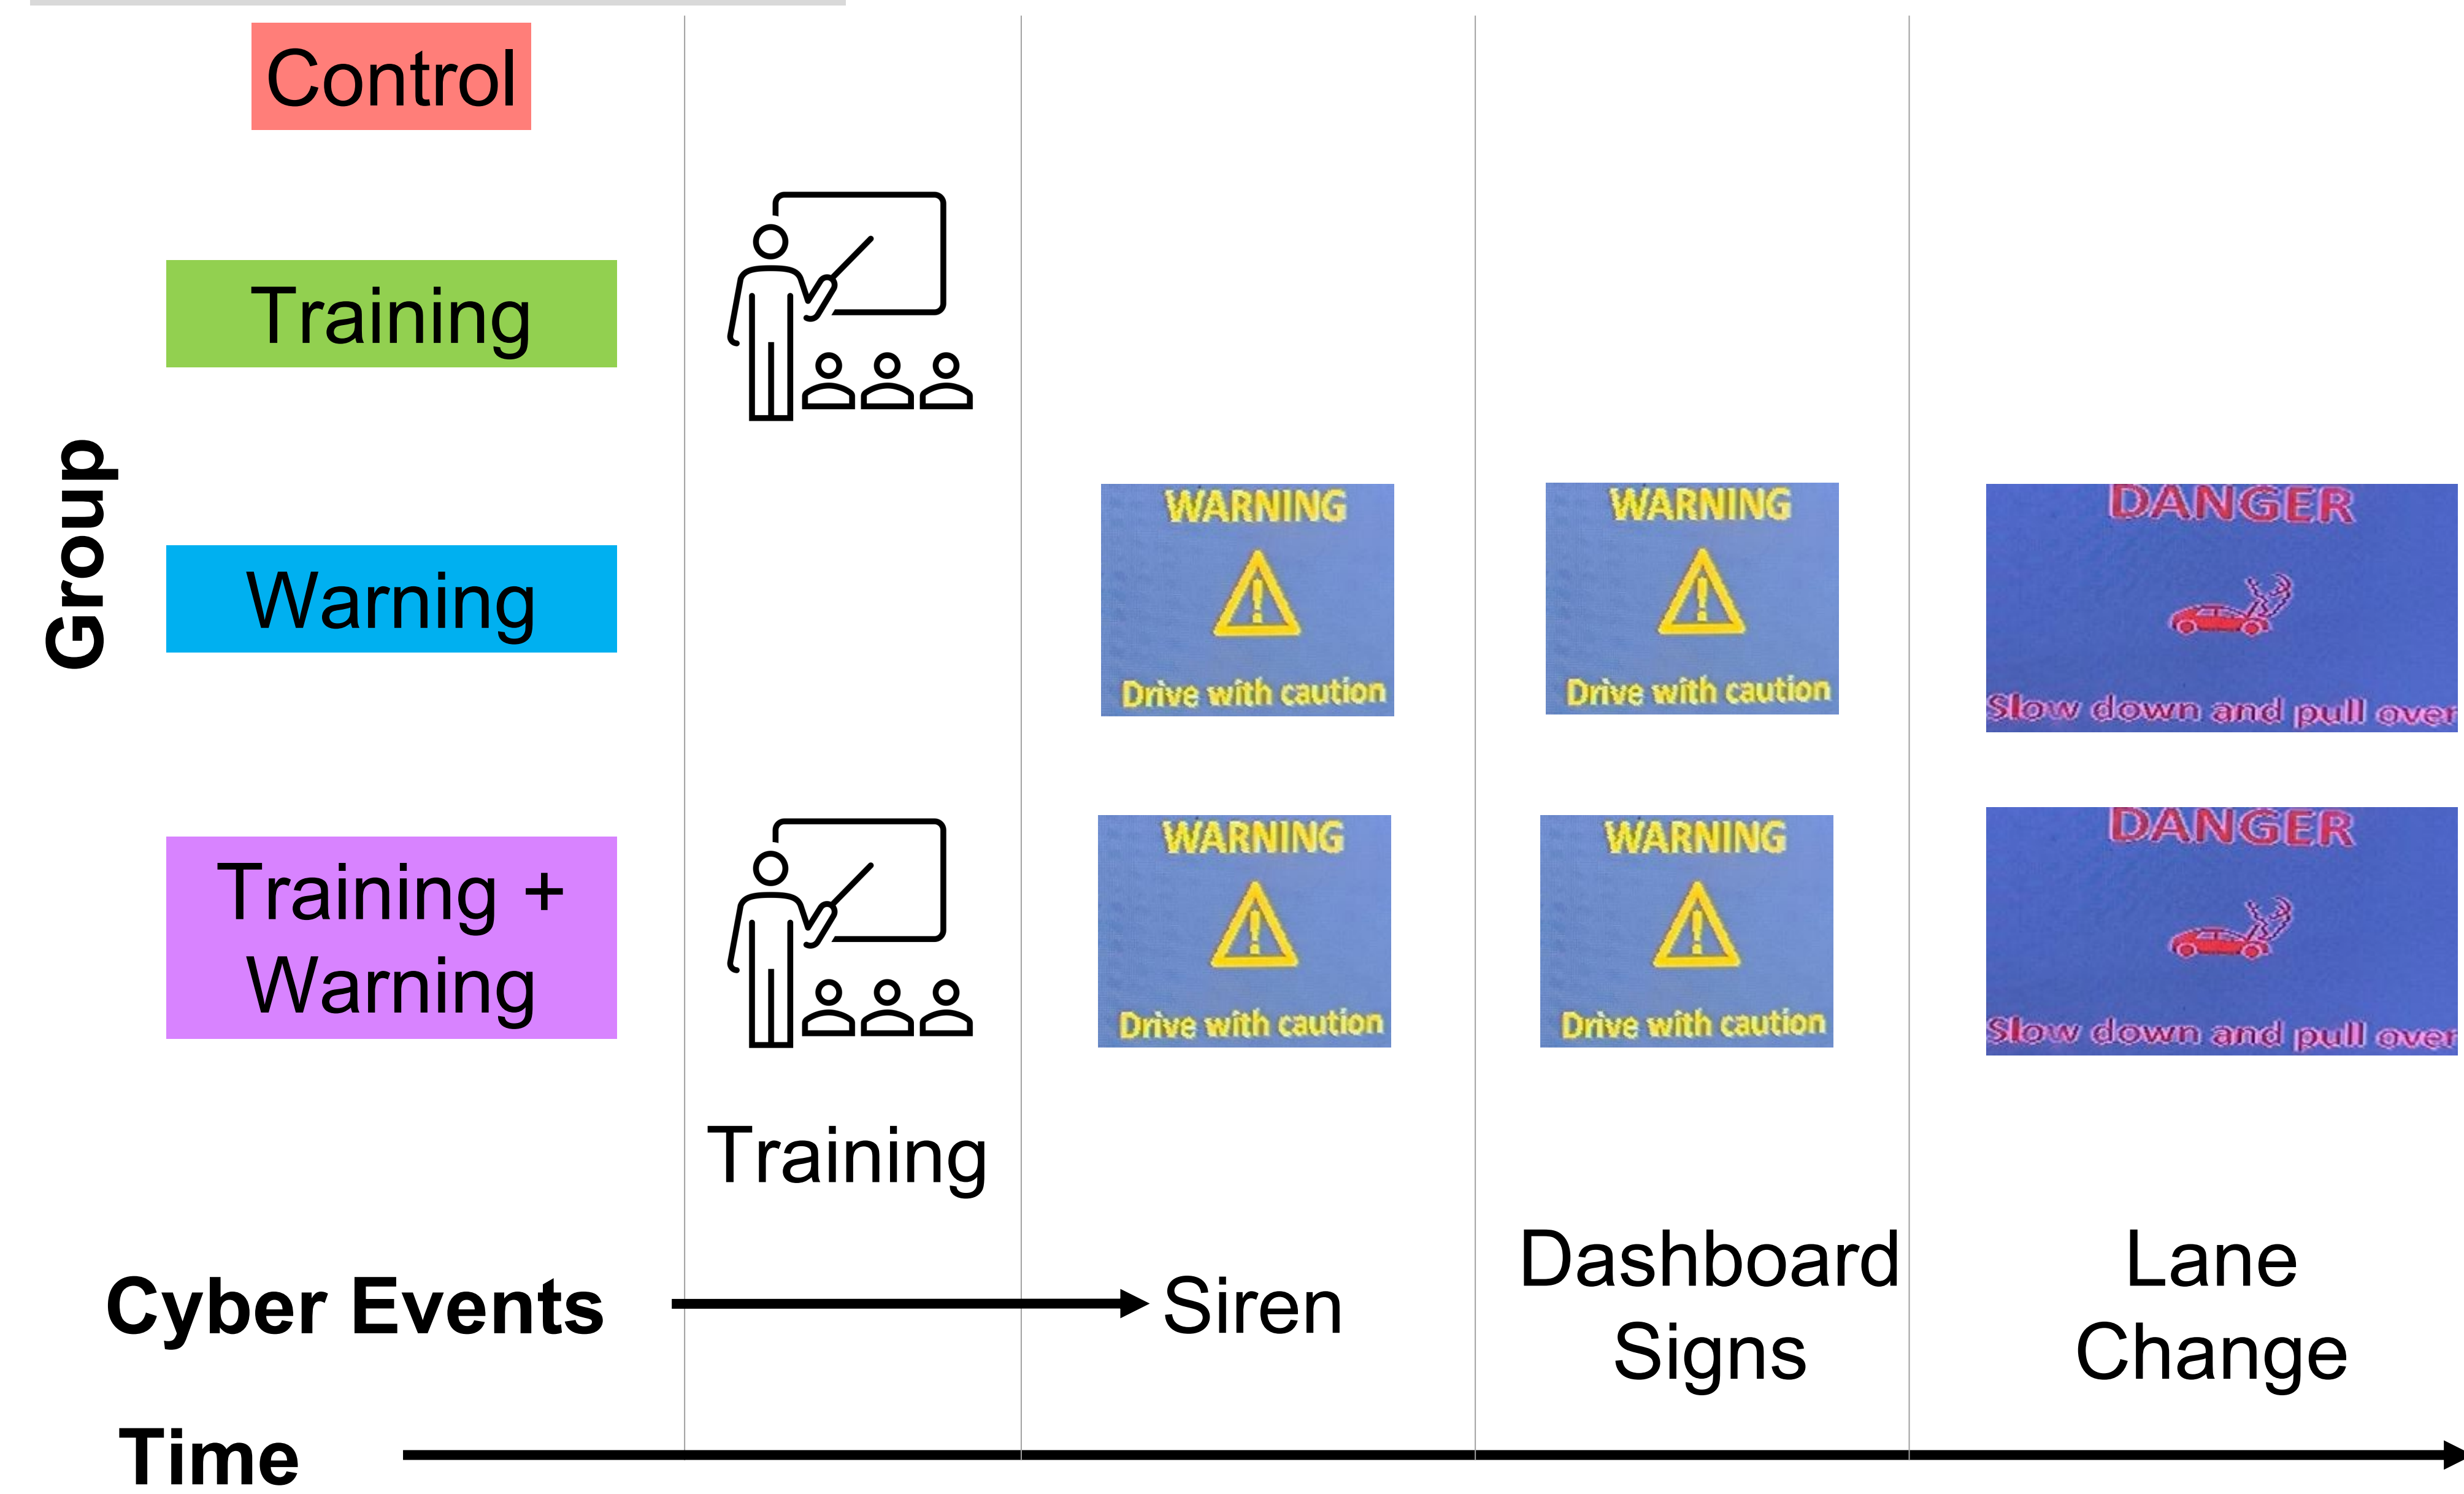 Control
Training
Group
Warning
WARNING
Drive with caution
WARNING
Drive with caution
DANGER
Slow down and pull over
Training +
Warning
WARNING
Drive with caution
WARNING
Drive with caution
DANGER
Slow down and pull over
Training
Cyber Events
Siren
Dashboard
Signs
Lane
Change
Time